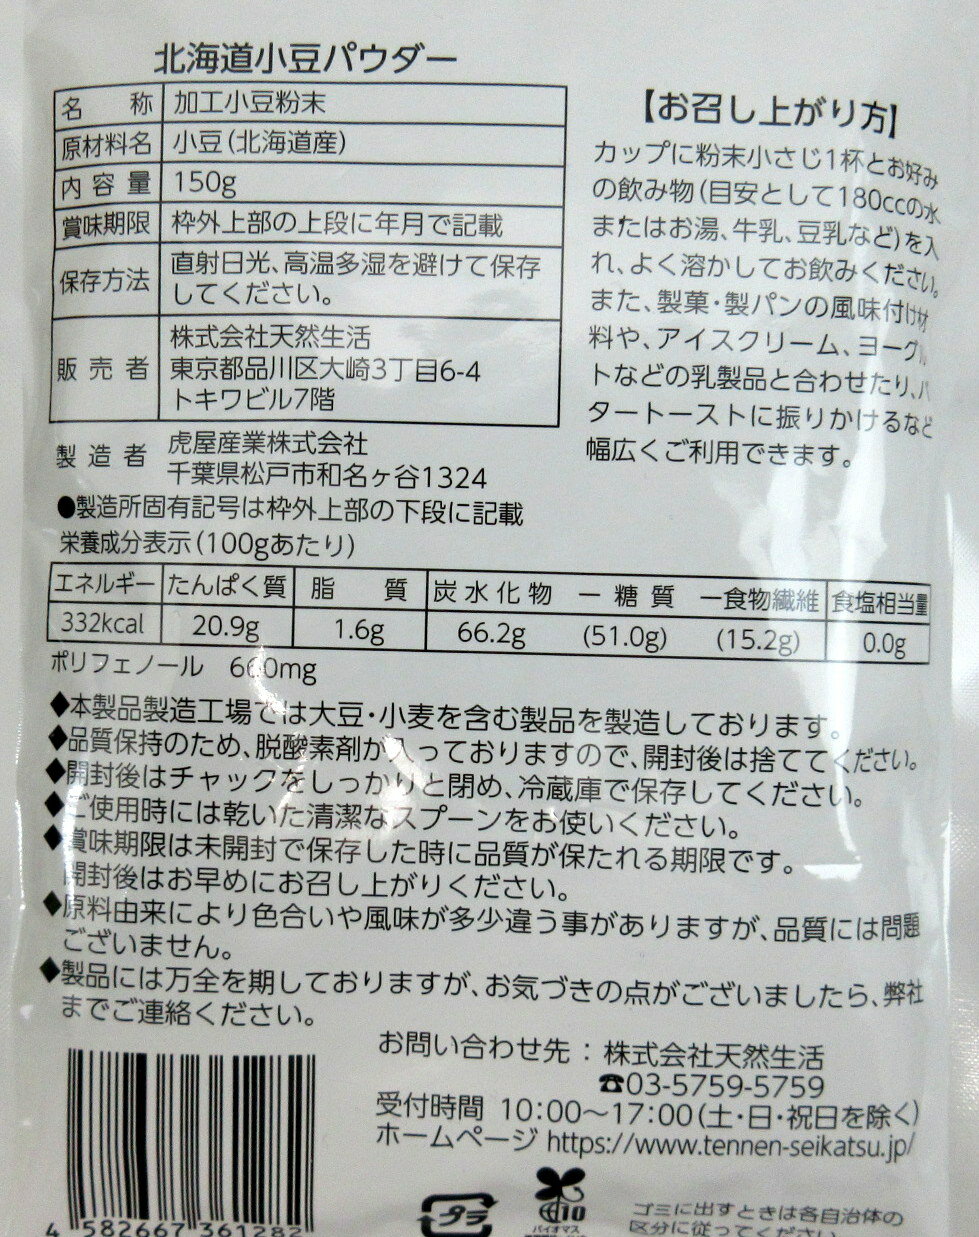 北海道小豆パウダー
名 称 加工小豆粉末
原材料名 小豆(北海道産)
内容量 150g
賞味期限 枠外上部の上段に年月で記載
保存方法 直射日光、高温多湿を避けて保存
してください。
販売者 株式会社天然生活
東京都品川区大崎3丁目6-4
トキワビル7階
製造者 虎屋産業株式会社
千葉県松戸市和名ヶ谷1324
●製造所固有記号は枠外上部の下段に記載
【お召し上がり方】
カップに粉末小さじ1杯とお好み
の飲み物(目安として180ccの水
またはお湯、牛乳、豆乳など)を入
れ、よく溶かしてお飲みください。
また、製菓・製パンの風味付け材
料や、アイスクリーム、ヨーグル
トなどの乳製品と合わせたり、バ
タートーストに振りかけるなど
幅広くご利用できます。
栄養成分表示(100gあたり)
エネルギー たんぱく質 脂 質 炭水化物 ー糖質 ー食物繊維 食塩相当量
332kcal 20.9g 1.6g 66.2g (51.0g) (15.2g) 0.0g
ポリフェノール 660mg
◆本製品製造工場では大豆・小麦を含む製品を製造しております。
◆品質保持のため、脱酸素剤が入っておりますので、開封後は捨ててください。
◆開封後はチャックをしっかりと閉め、冷蔵庫で保存してください。
◆ご使用時には乾いた清潔なスプーンをお使いください。
◆賞味期限は未開封で保存した時に品質が保たれる期限です。
開封後はお早めにお召し上がりください。
◆原料由来により色合いや風味が多少違う事がありますが、品質には問題
ございません。
◆製品には万全を期しておりますが、お気づきの点がございましたら、弊社
までご連絡ください。
お問い合わせ先：株式会社天然生活
☎03-5759-5759
受付時間 10:00～17:00(土・日・祝日を除く)
ホームページ https://www.tennen-seikatsu.jp/
4 582667 361282
プラ
10
バイオマス
ゴミに出すときは各自治体の
区分に従ってください